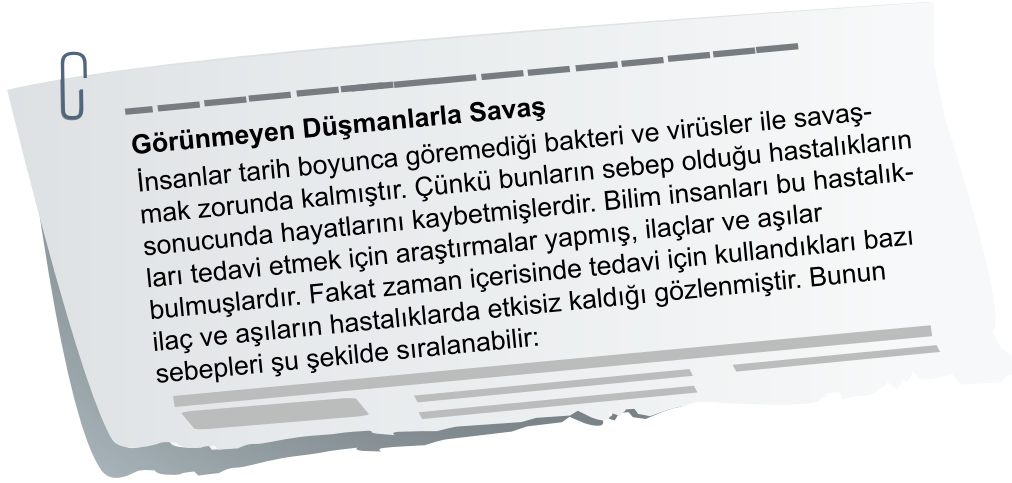 Görünmeyen Düşmanlarla Savaş
İnsanlar tarih boyunca göremediği bakteri ve virüsler ile savaş-
mak zorunda kalmıştır. Çünkü bunların sebep olduğu hastalıkların
sonucunda hayatlarını kaybetmişlerdir. Bilim insanları bu hastalık-
ları tedavi etmek için araştırmalar yapmış, ilaçlar ve aşılar
bulmuşlardır. Fakat zaman içerisinde tedavi için kullandıkları bazı
ilaç ve aşıların hastalıklarda etkisiz kaldığı gözlenmiştir. Bunun
sebepleri şu şekilde sıralanabilir: